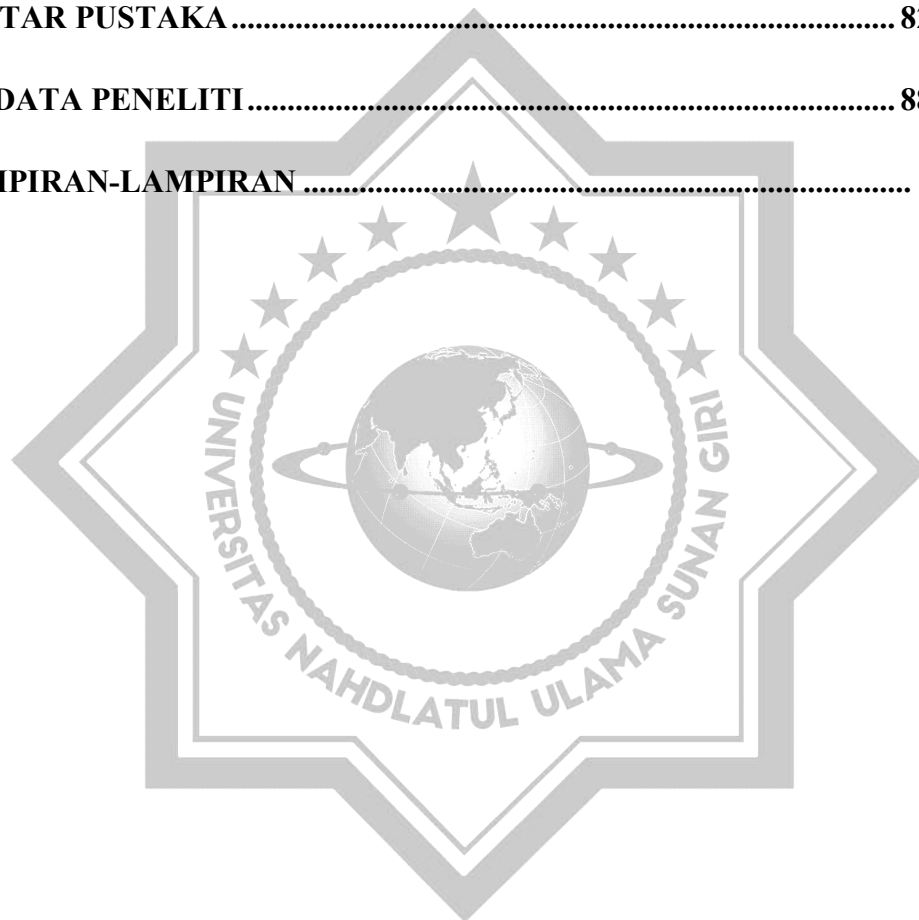 TAR PUSTAKA
DATA PENELITI
IPIRAN-LAMPIRAN
UNIVERSITAS NAHDLATUL ULAMA SUNAN GIRI